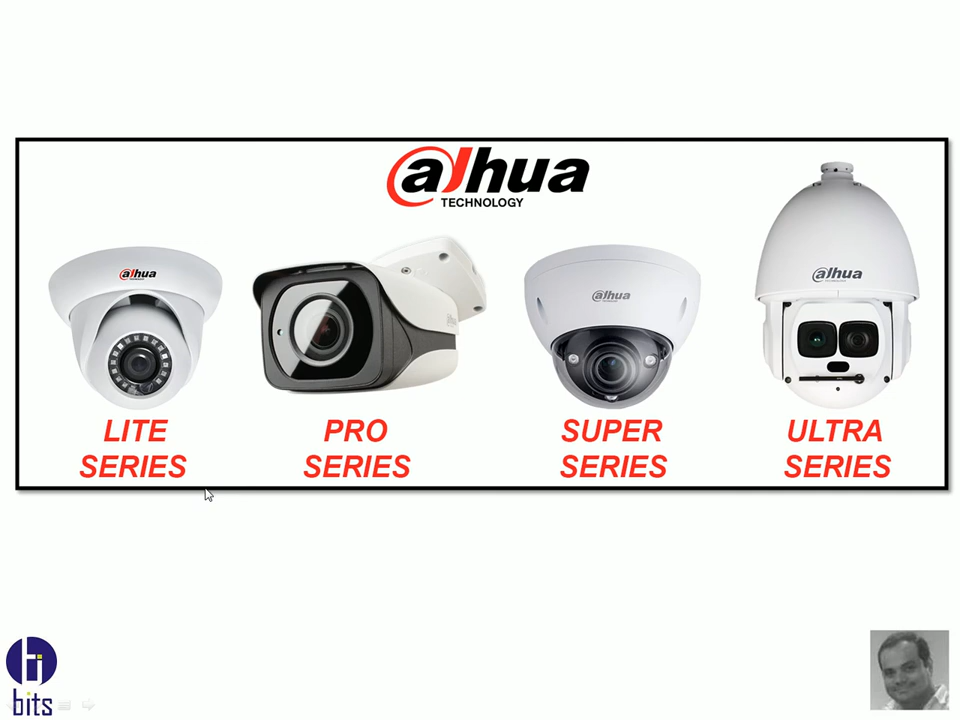 alhua
TECHNOLOGY
alhua
alhua
alhua
LITE
SERIES
PRO
SERIES
SUPER
SERIES
ULTRA
SERIES
bits